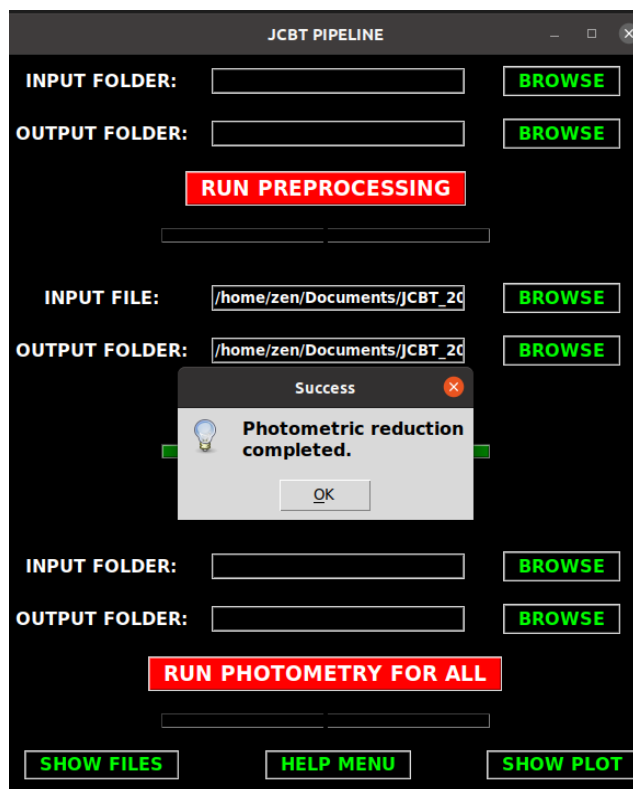 JCBT PIPELINE
INPUT FOLDER: BROWSE
OUTPUT FOLDER: BROWSE
RUN PREPROCESSING
INPUT FILE: /home/zen/Documents/JCBT_20 BROWSE
OUTPUT FOLDER: /home/zen/Documents/JCBT_20 BROWSE
Success
Photometric reduction
completed.
OK
INPUT FOLDER: BROWSE
OUTPUT FOLDER: BROWSE
RUN PHOTOMETRY FOR ALL
SHOW FILES HELP MENU SHOW PLOT